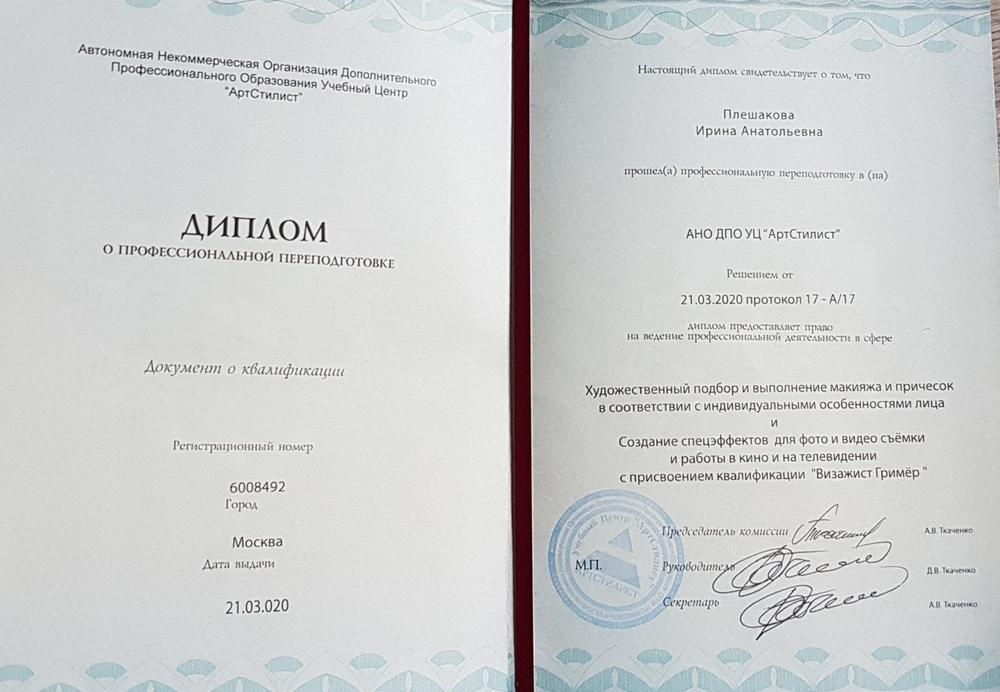 Автономная Некоммерческая Организация Дополнительного
Профессионального Образования Учебный Центр
"АртСтилист"
ДИПЛОМ
О ПРОФЕССИОНАЛЬНОЙ ПЕРЕПОДГОТОВКЕ
Документ о квалификации
Регистрационный номер
6008492
Город
Москва
Дата выдачи
21.03.020
Настоящий диплом свидетельствует о том, что
Плешакова
Ирина Анатольевна
прошел(а) профессиональную переподготовку в (на)
АНО ДПО УЦ "АртСтилист"
Решением от
21.03.2020 протокол 17 - А/17
диплом предоставляет право
на ведение профессиональной деятельности в сфере
Художественный подбор и выполнение макияжа и причесок
в соответствии с индивидуальными особенностями лица
и
Создание спецэффектов для фото и видео съёмки
и работы в кино и на телевидении
с присвоением квалификации "Визажист Гримёр "
Председатель комиссии А.В. Ткаченко
М.П. Руководитель Д.В. Ткаченко
Секретарь А.В. Ткаченко
Учебный Центр "АртСтилист"
АРТСТИЛИСТ